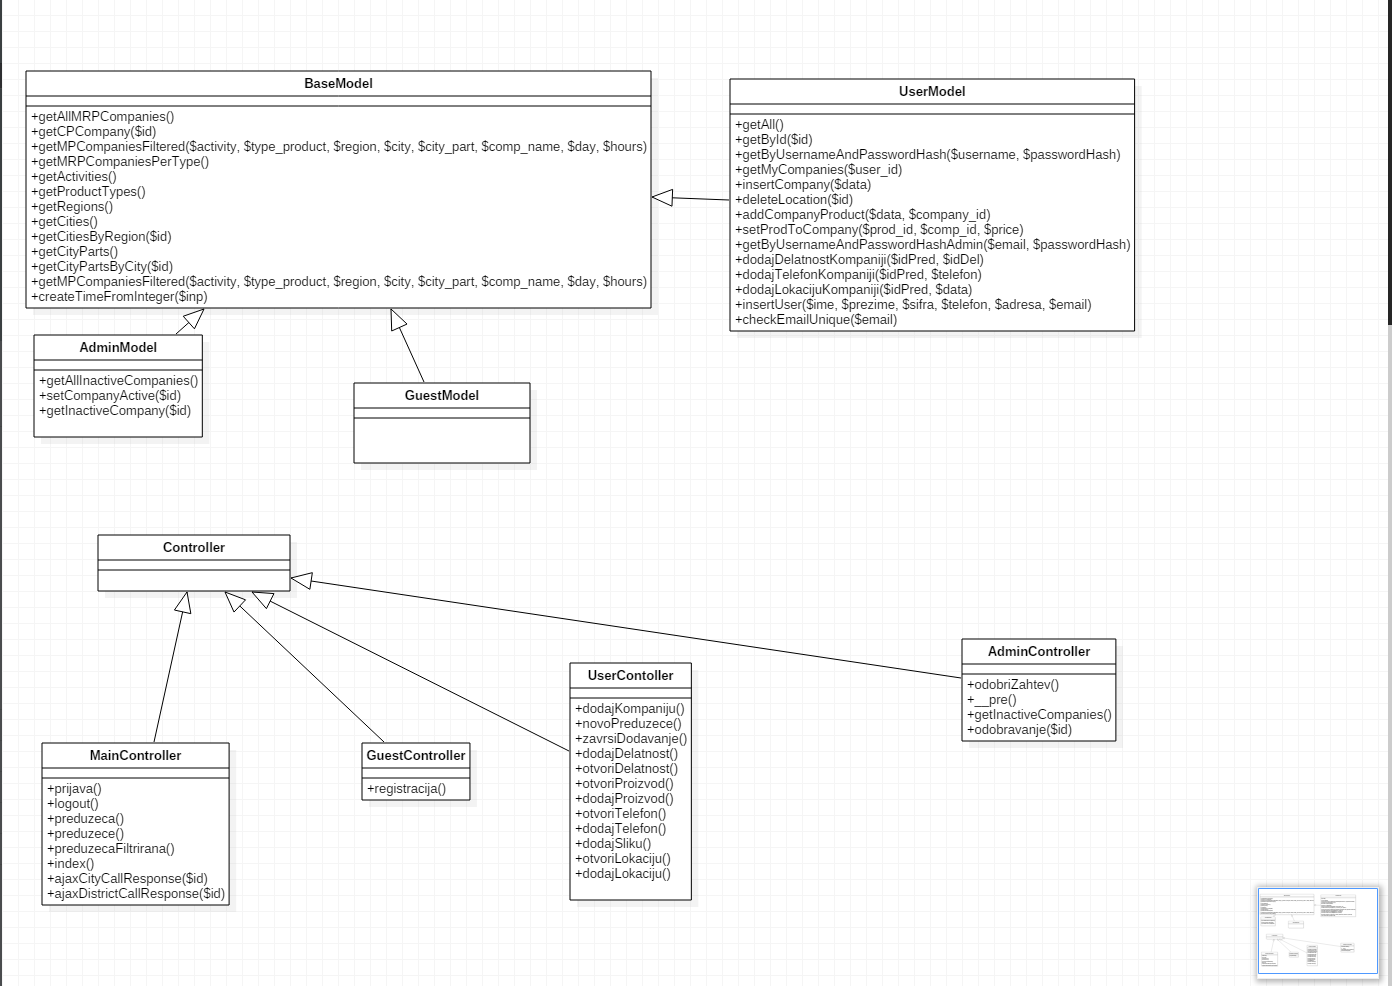 BaseModel
+getAllMRPCompanies()
+getCPCompany($id)
+getMPCompaniesFiltered($activity, $type_product, $region, $city, $city_part, $comp_name, $day, $hours)
+getMRPCompaniesPerType()
+getActivities()
+getProductTypes()
+getRegions()
+getCities()
+getCitiesByRegion($id)
+getCityParts()
+getCityPartsByCity($id)
+getMPCompaniesFiltered($activity, $type_product, $region, $city, $city_part, $comp_name, $day, $hours)
+createTimeFromInteger($inp)
UserModel
+getAll()
+getById($id)
+getByUsernameAndPasswordHash($username, $passwordHash)
+getMyCompanies($user_id)
+insertCompany($data)
+deleteLocation($id)
+addCompanyProduct($data, $company_id)
+setProdToCompany($prod_id, $comp_id, $price)
+getByUsernameAndPasswordHashAdmin($email, $passwordHash)
+dodajDelatnostKompaniji($idPred, $idDel)
+dodajTelefonKompaniji($idPred, $telefon)
+dodajLokacijuKompaniji($idPred, $data)
+insertUser($ime, $prezime, $sifra, $telefon, $adresa, $email)
+checkEmailUnique($email)
AdminModel
+getAllInactiveCompanies()
+setCompanyActive($id)
+getInactiveCompany($id)
GuestModel
Controller
MainController
+prijava()
+logout()
+preduzeca()
+preduzece()
+preduzecaFiltrirana()
+index()
+ajaxCityCallResponse($id)
+ajaxDistrictCallResponse($id)
GuestController
+registracija()
UserContoller
+dodajKompaniju()
+novoPreduzece()
+zavrsiDodavanje()
+dodajDelatnost()
+otvoriDelatnost()
+otvoriProizvod()
+dodajProizvod()
+otvoriTelefon()
+dodajTelefon()
+dodajSliku()
+otvoriLokaciju()
+dodajLokaciju()
AdminController
+odobriZahtev()
+__pre()
+getInactiveCompanies()
+odobravanje($id)